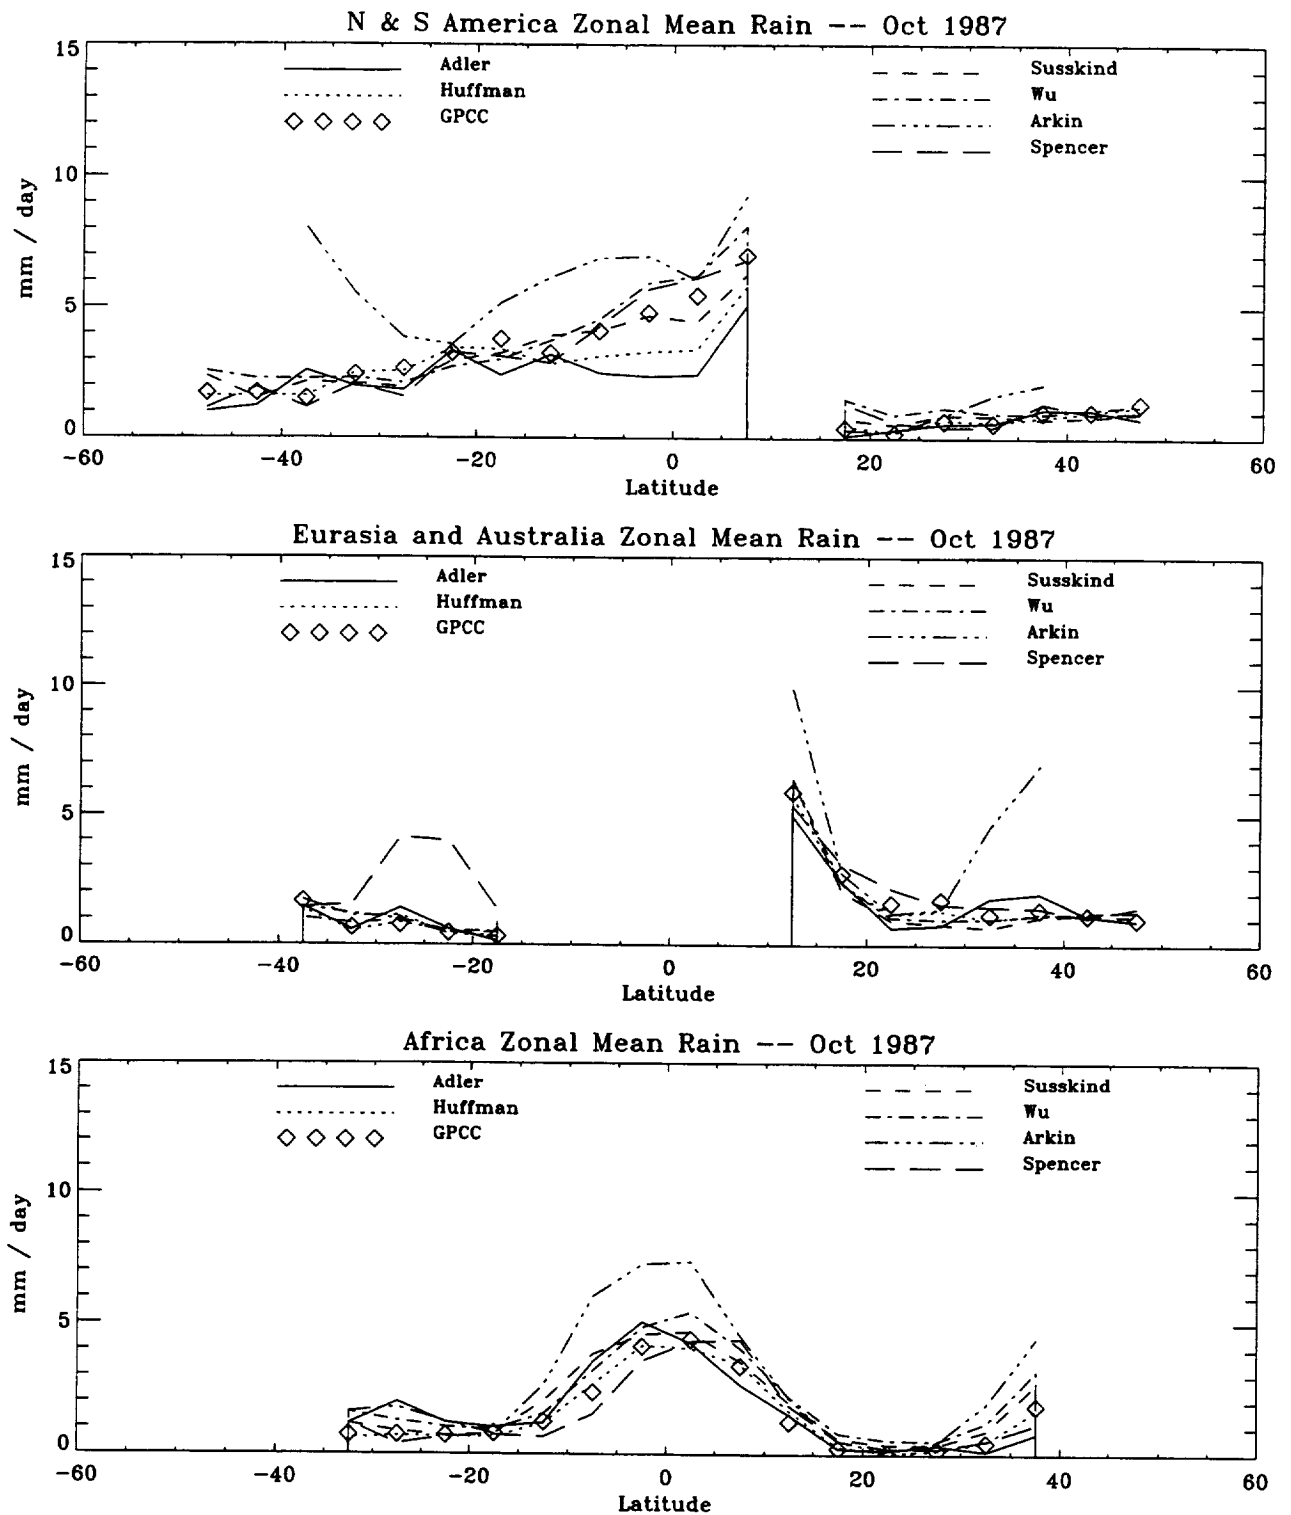 N & S America Zonal Mean Rain -- Oct 1987
15
Adler
Susskind
Huffman
Wu
GPCC
Arkin
Spencer
10
mm / day
5
0
-60 -40 -20 0 20 40 60
Latitude
Eurasia and Australia Zonal Mean Rain -- Oct 1987
15
Adler
Susskind
Huffman
Wu
GPCC
Arkin
Spencer
10
mm / day
5
0
-60 -40 -20 0 20 40 60
Latitude
Africa Zonal Mean Rain -- Oct 1987
15
Adler
Susskind
Huffman
Wu
GPCC
Arkin
Spencer
10
mm / day
5
0
-60 -40 -20 0 20 40 60
Latitude